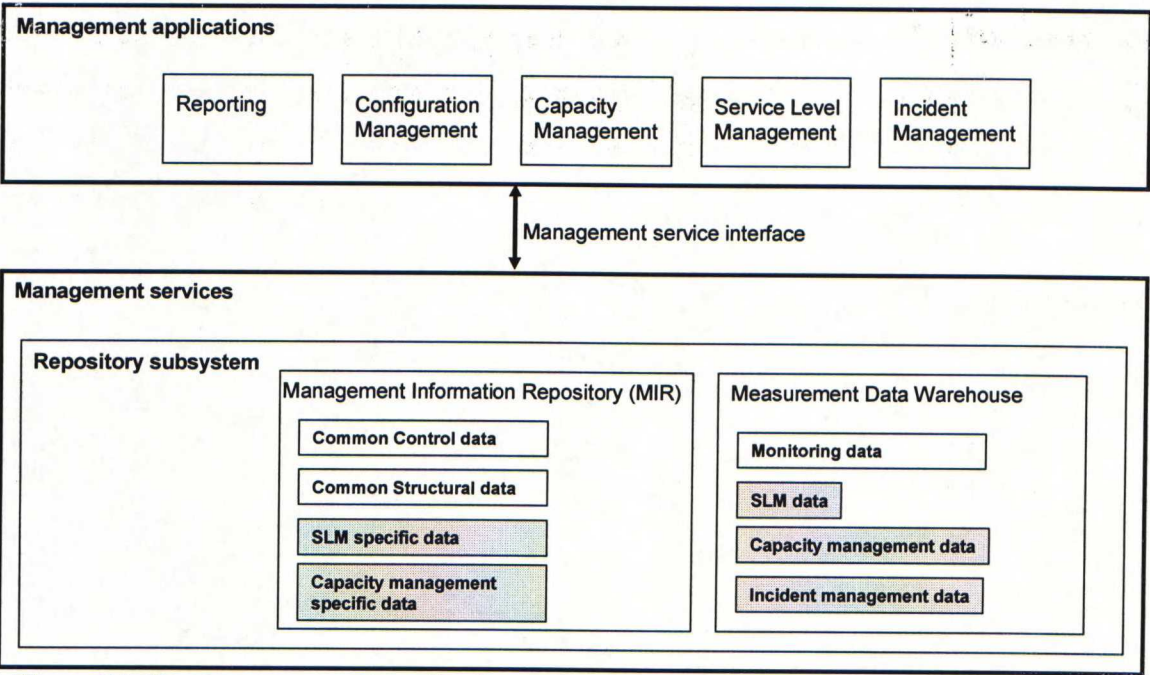 Management applications
Reporting
Configuration
Management
Capacity
Management
Service Level
Management
Incident
Management
Management service interface
Management services
Repository subsystem
Management Information Repository (MIR)
Common Control data
Common Structural data
SLM specific data
Capacity management
specific data
Measurement Data Warehouse
Monitoring data
SLM data
Capacity management data
Incident management data